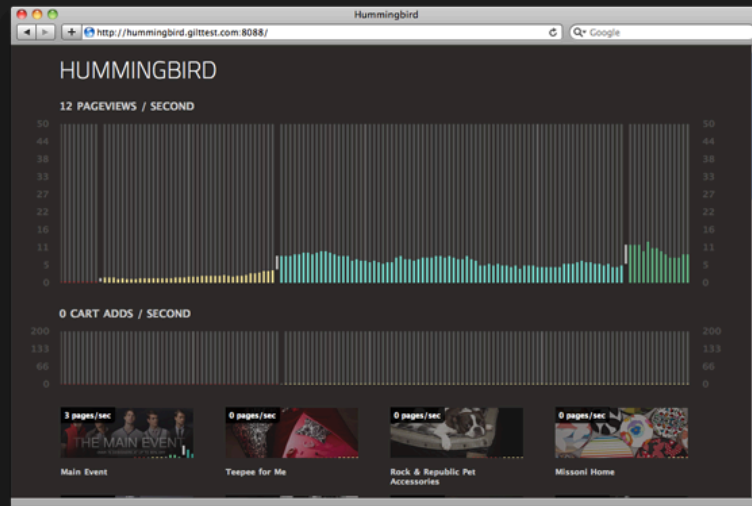 Hummingbird
http://hummingbird.gilttest.com:8088/
Google
HUMMINGBIRD
12 PAGEVIEWS / SECOND
50 50
44 44
38 38
33 33
27 27
22 22
16 16
11 11
5 5
0 0
0 CART ADDS / SECOND
200 200
133 133
66 66
0 0
3 pages/sec 0 pages/sec 0 pages/sec 0 pages/sec
THE MAIN EVENT
Main Event Teepee for Me Rock & Republic Pet Missoni Home
Accessories